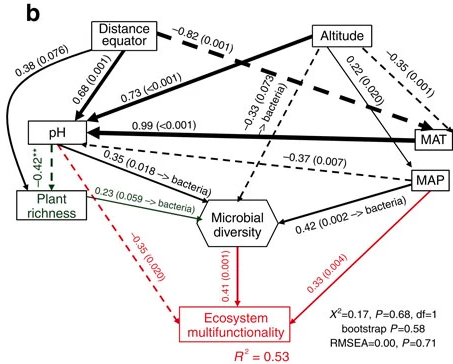 b
Distance
equator
Altitude
−0.82 (0.001)
−0.35 (0.001)
0.38 (0.076)
0.68 (0.001)
0.73 (<0.001)
0.22 (0.020)
−0.33 (0.073
–> bacteria)
0.99 (<0.001)
MAT
pH
−0.37 (0.007)
MAP
−0.42**
0.35 (0.018 –> bacteria)
Plant
richness
0.23 (0.059 –> bacteria)
Microbial
diversity
0.42 (0.002 –> bacteria)
−0.35 (0.020)
0.41 (0.001)
0.33 (0.004)
Ecosystem
multifunctionality
R² = 0.53
X²=0.17, P=0.68, df=1
bootstrap P=0.58
RMSEA=0.00, P=0.71